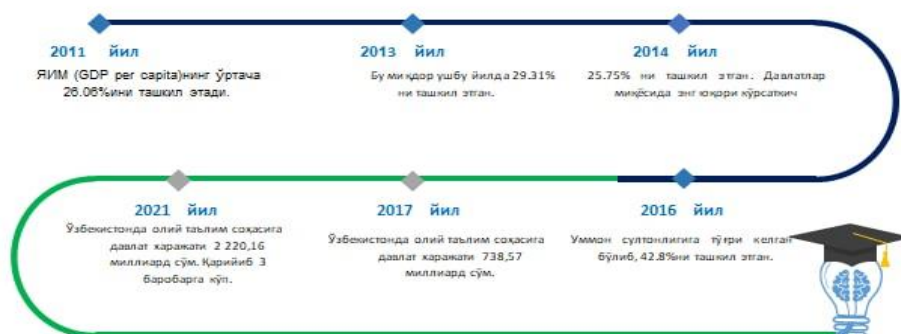 2011 йил
ЯИМ (GDP per capita)нинг ўртача
26.06%ини ташкил этади.
2013 йил
Бу миқдор ушбу йилда 29.31%
ни ташкил этган.
2014 йил
25.75% ни ташкил этган. Давлатлар
миқёсида энг юқори кўрсаткич
2016 йил
Уммон султонлигига тўғри келган
бўлиб, 42.8%ни ташкил этган.
2017 йил
Ўзбекистонда олий таълим соҳасига
давлат харажати 738,57
миллиард сўм.
2021 йил
Ўзбекистонда олий таълим соҳасига
давлат харажати 2 220,16
миллиард сўм. Қарийиб 3
баробарга кўп.